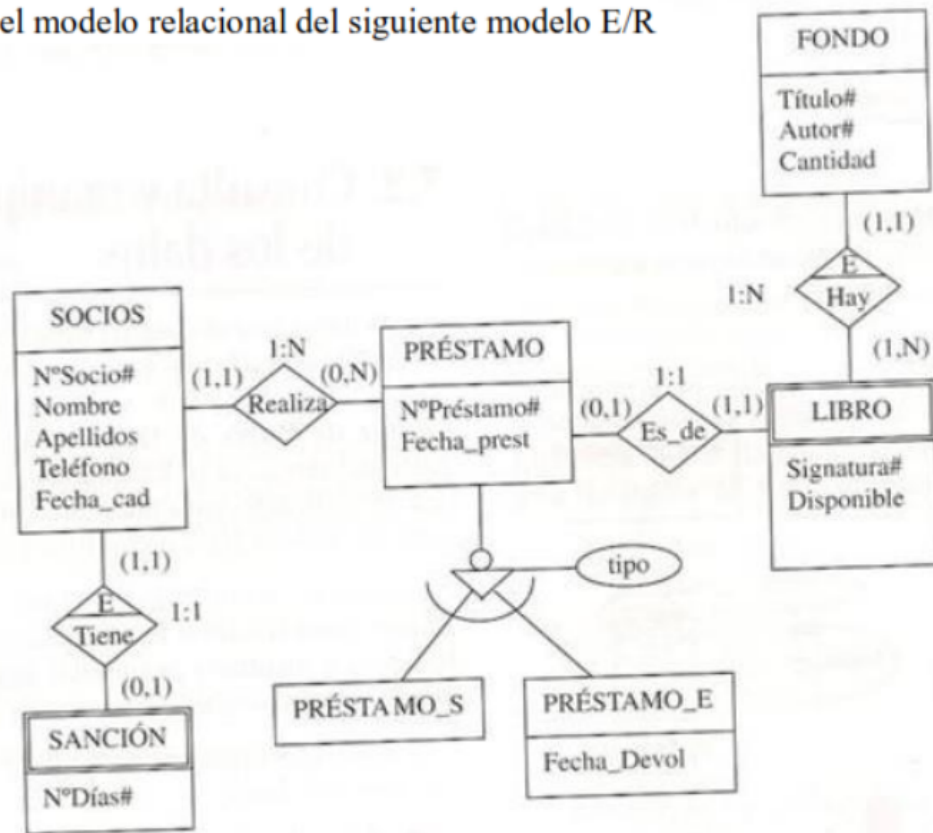 el modelo relacional del siguiente modelo E/R
FONDO
Título#
Autor#
Cantidad
(1,1)
E
Hay
1:N
(1,N)
SOCIOS
NºSocio#
Nombre
Apellidos
Teléfono
Fecha_cad
(1,1)
1:N
Realiza
(0,N)
PRÉSTAMO
NºPréstamo#
Fecha_prest
(0,1)
1:1
Es_de
(1,1)
LIBRO
Signatura#
Disponible
(1,1)
E
Tiene
1:1
(0,1)
SANCIÓN
NºDías#
tipo
PRÉSTAMO_S
PRÉSTAMO_E
Fecha_Devol